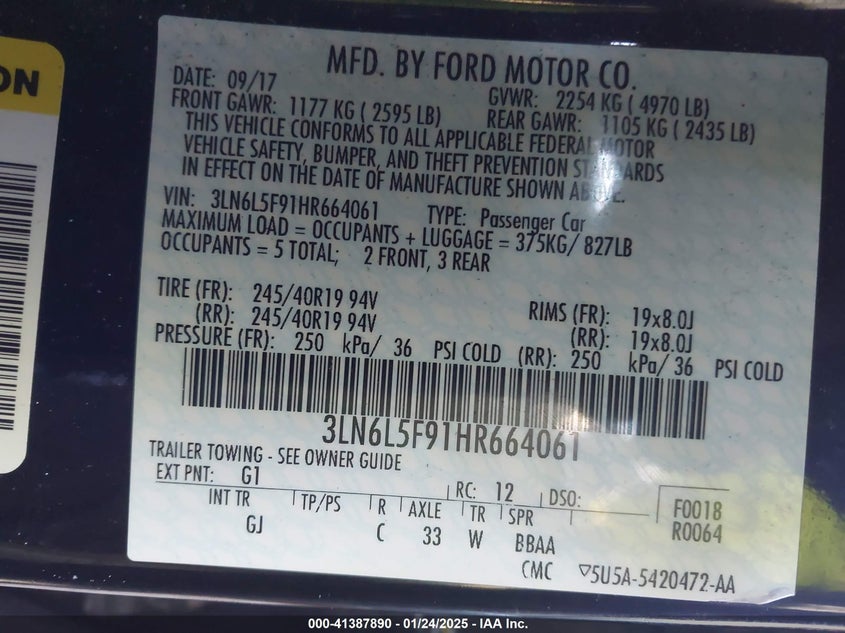 ON
MFD. BY FORD MOTOR CO.
DATE: 09/17
GVWR: 2254 KG ( 4970 LB)
FRONT GAWR: 1177 KG ( 2595 LB)
REAR GAWR: 1105 KG ( 2435 LB)
THIS VEHICLE CONFORMS TO ALL APPLICABLE FEDERAL MOTOR
VEHICLE SAFETY, BUMPER, AND THEFT PREVENTION STANDARDS
IN EFFECT ON THE DATE OF MANUFACTURE SHOWN ABOVE.
VIN: 3LN6L5F91HR664061 TYPE: Passenger Car
MAXIMUM LOAD = OCCUPANTS + LUGGAGE = 375KG/ 827LB
OCCUPANTS = 5 TOTAL; 2 FRONT, 3 REAR
TIRE (FR): 245/40R19 94V RIMS (FR): 19x8.0J
(RR): 245/40R19 94V (RR): 19x8.0J
PRESSURE (FR): 250 kPa/ 36 PSI COLD (RR): 250 kPa/ 36 PSI COLD
3LN6L5F91HR664061
TRAILER TOWING - SEE OWNER GUIDE
EXT PNT: G1 RC: 12 DSO: F0018
R0064
INT TR TP/PS R AXLE TR SPR
GJ C 33 W BBAA
CMC ▽5U5A-5420472-AA
000-41387890 - 01/24/2025 - IAA Inc.